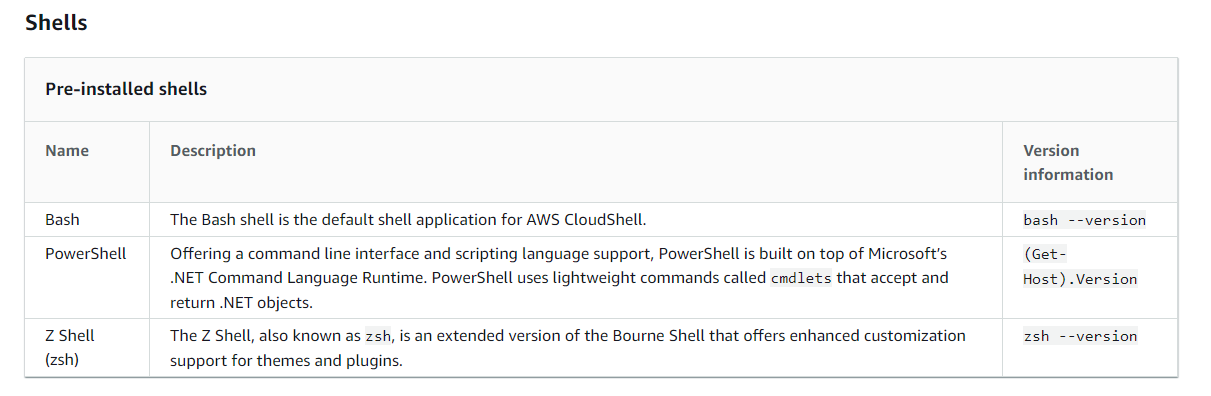 Shells
Pre-installed shells
Name
Description
Version
information
Bash
The Bash shell is the default shell application for AWS CloudShell.
bash --version
PowerShell
Offering a command line interface and scripting language support, PowerShell is built on top of Microsoft's
.NET Command Language Runtime. PowerShell uses lightweight commands called cmdlets that accept and
return .NET objects.
(Get-
Host).Version
Z Shell
(zsh)
The Z Shell, also known as zsh, is an extended version of the Bourne Shell that offers enhanced customization
support for themes and plugins.
zsh --version